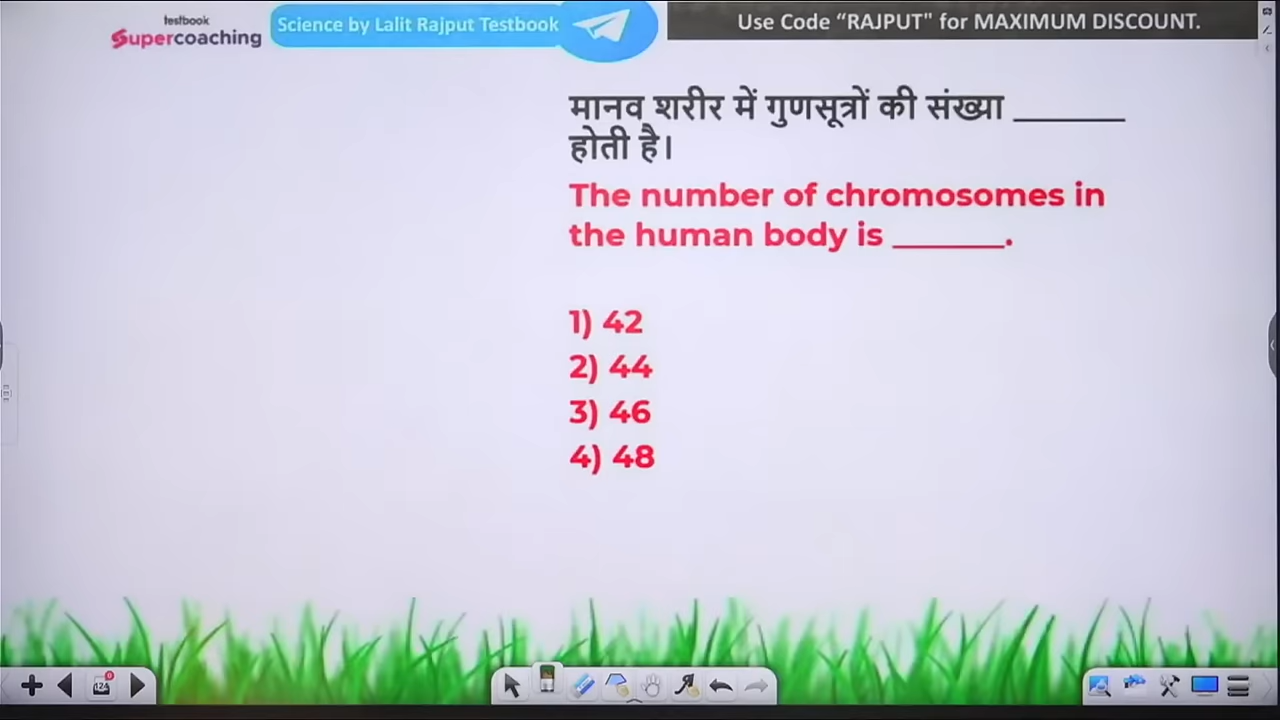 testbook
Supercoaching
Science by Lalit Rajput Testbook
Use Code “RAJPUT" for MAXIMUM DISCOUNT.
मानव शरीर में गुणसूत्रों की संख्या _______
होती है।
The number of chromosomes in
the human body is _______.
1) 42
2) 44
3) 46
4) 48
124